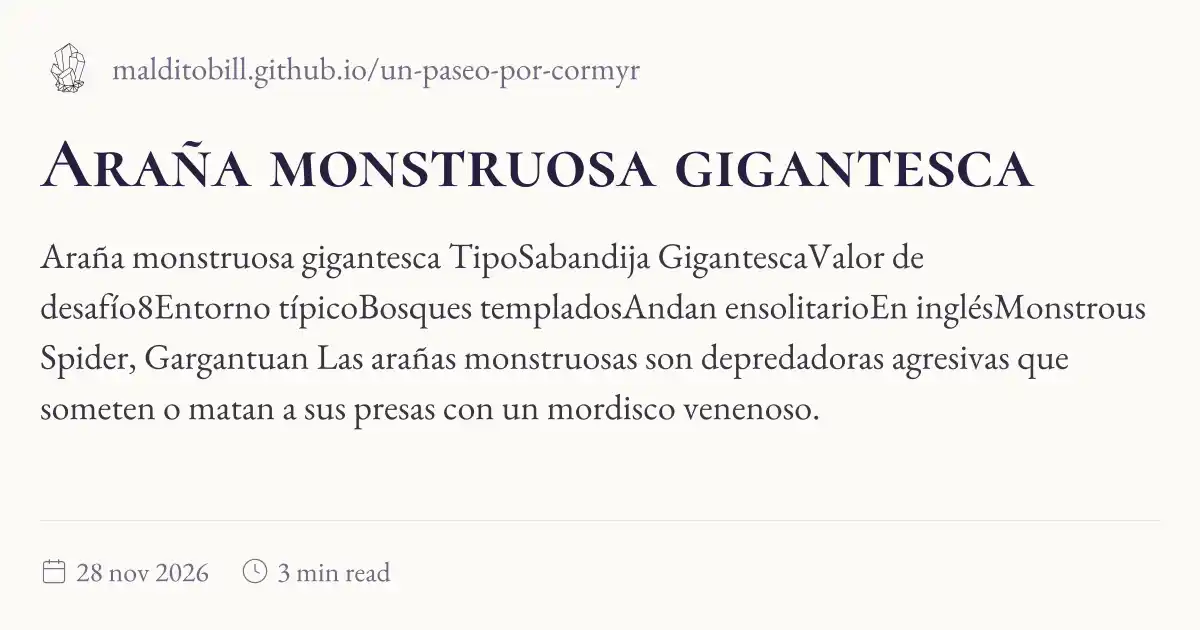 malditobill.github.io/un-paseo-por-cormyr
Araña monstruosa gigantesca
Araña monstruosa gigantesca TipoSabandija GigantescaValor de
desafío8Entorno típicoBosques templadosAndan ensolitarioEn inglésMonstrous
Spider, Gargantuan Las arañas monstruosas son depredadoras agresivas que
someten o matan a sus presas con un mordisco venenoso.
28 nov 2026
3 min read